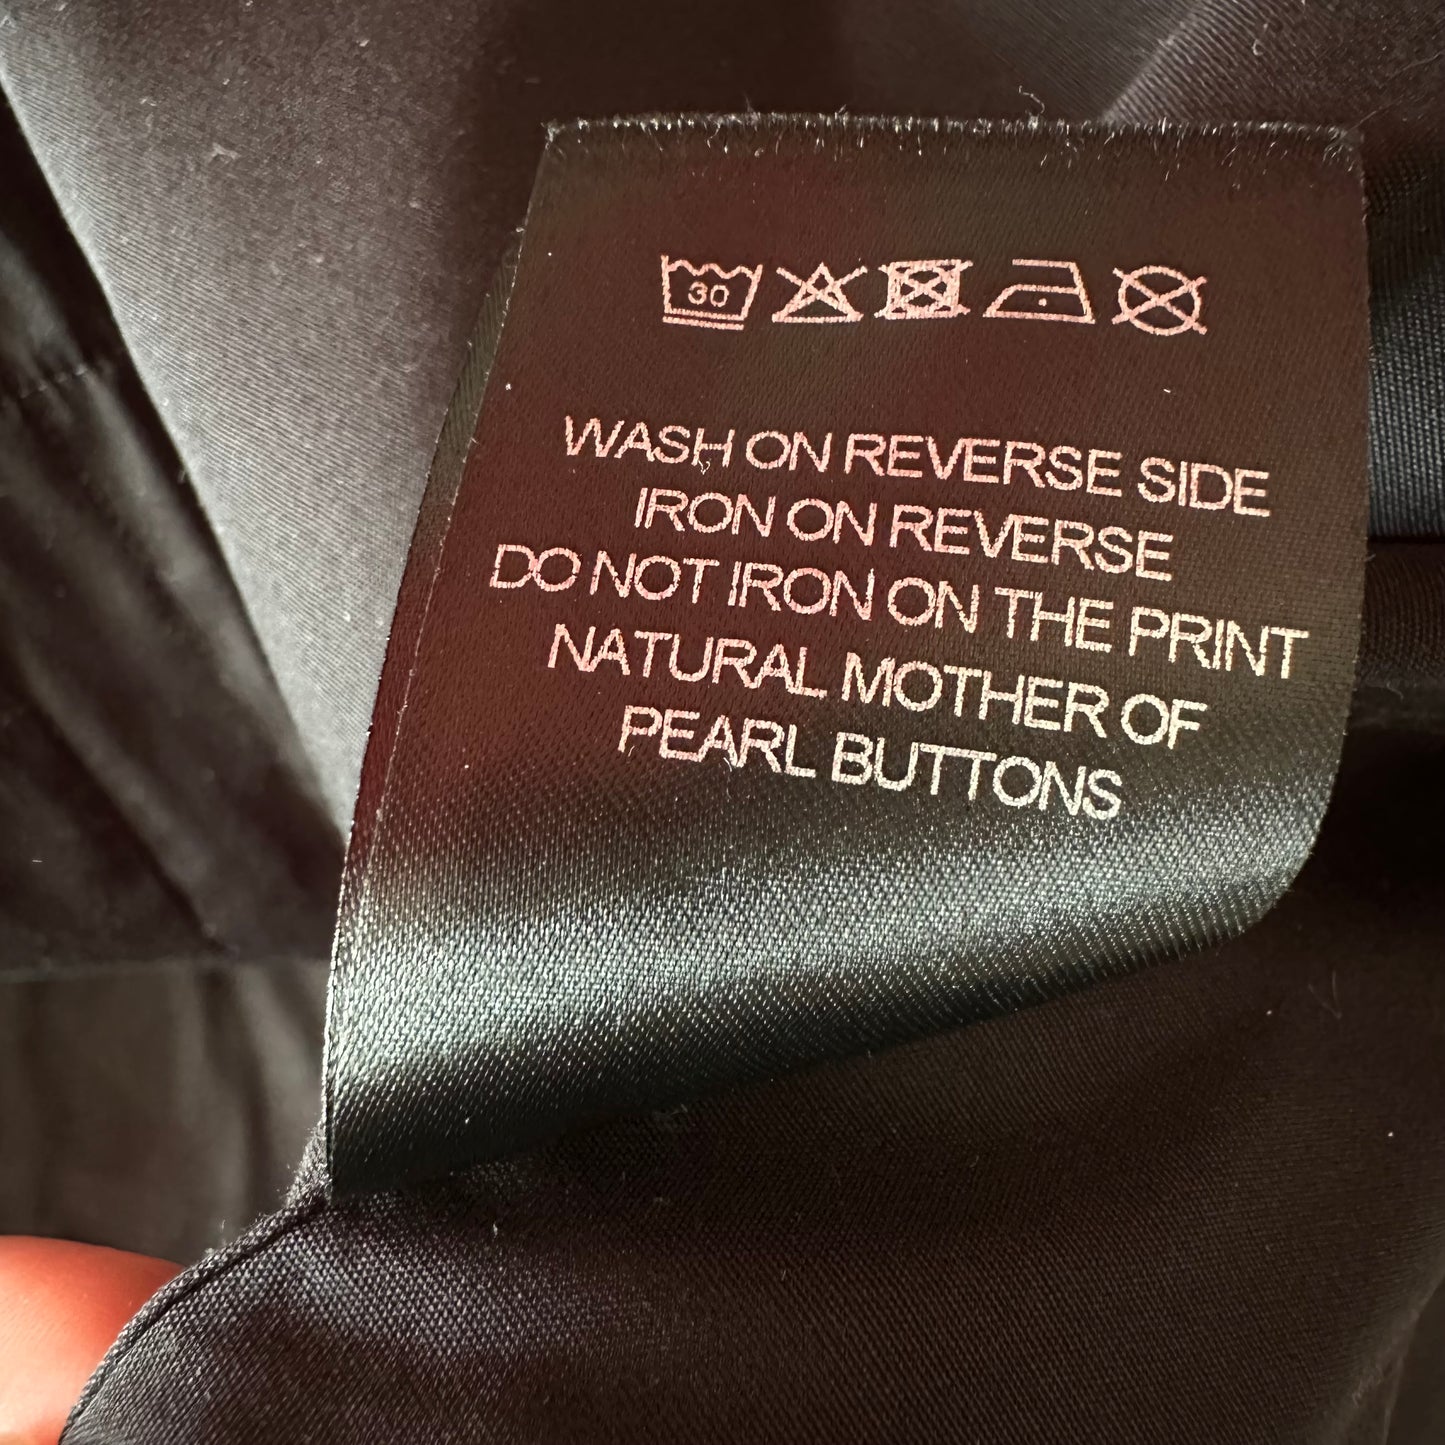 30
WASH ON REVERSE SIDE
IRON ON REVERSE
DO NOT IRON ON THE PRINT
NATURAL MOTHER OF
PEARL BUTTONS